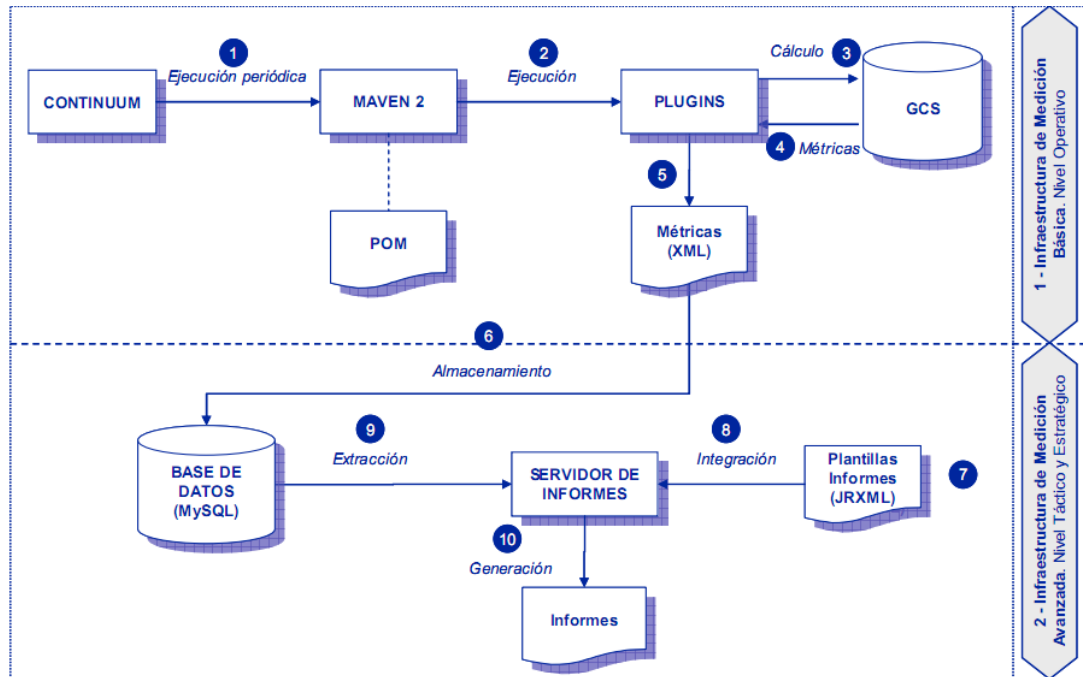 1
Ejecución periódica
2
Ejecución
Cálculo
3
CONTINUUM
MAVEN 2
PLUGINS
GCS
4
Métricas
5
POM
Métricas
(XML)
1 - Infraestructura de Medición
Básica. Nivel Operativo
6
Almacenamiento
9
Extracción
8
Integración
BASE DE
DATOS
(MySQL)
SERVIDOR DE
INFORMES
Plantillas
Informes
(JRXML)
7
10
Generación
Informes
2 - Infraestructura de Medición
Avanzada. Nivel Táctico y Estratégico